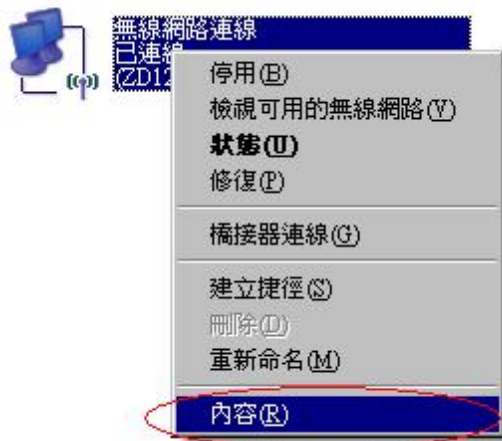 無線網路連線
已連線
(ZD12
停用(B)
檢視可用的無線網路(V)
狀態(U)
修復(P)
橋接器連線(G)
建立捷徑(S)
刪除(D)
重新命名(M)
內容(R)